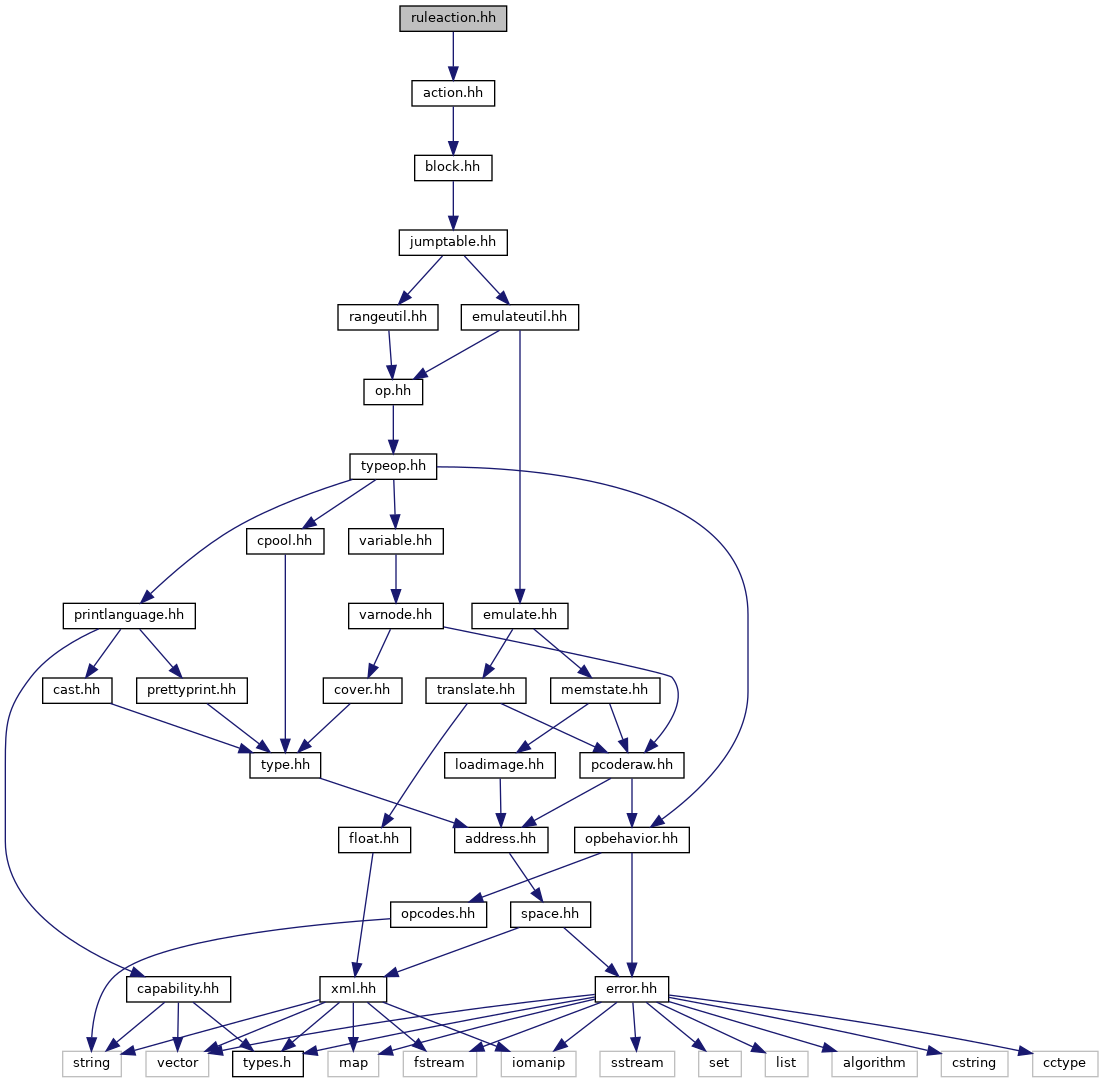 ruleaction.hh
action.hh
block.hh
jumptable.hh
rangeutil.hh
emulateutil.hh
op.hh
typeop.hh
cpool.hh
variable.hh
printlanguage.hh
varnode.hh
emulate.hh
cast.hh
prettyprint.hh
cover.hh
translate.hh
memstate.hh
type.hh
loadimage.hh
pcoderaw.hh
float.hh
address.hh
opbehavior.hh
opcodes.hh
space.hh
capability.hh
xml.hh
error.hh
string
vector
types.h
map
fstream
iomanip
sstream
set
list
algorithm
cstring
cctype